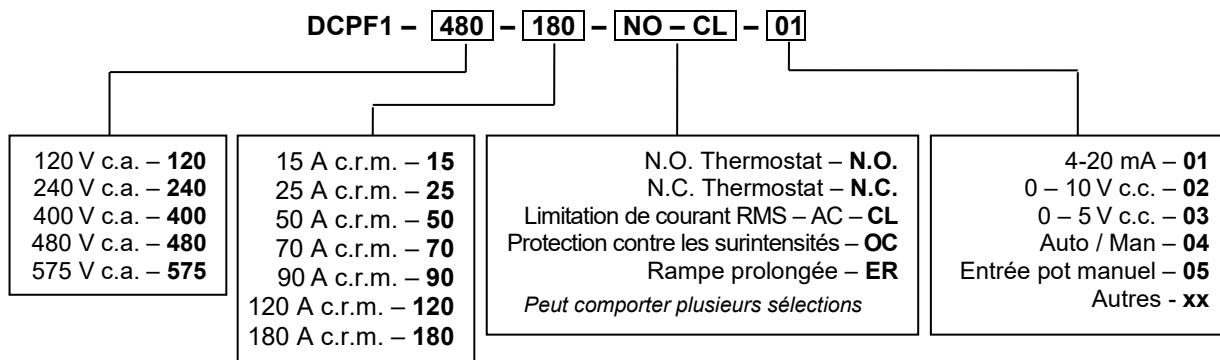 DCPF1 – 480 – 180 – NO – CL – 01
120 V c.a. – 120
240 V c.a. – 240
400 V c.a. – 400
480 V c.a. – 480
575 V c.a. – 575
15 A c.r.m. – 15
25 A c.r.m. – 25
50 A c.r.m. – 50
70 A c.r.m. – 70
90 A c.r.m. – 90
120 A c.r.m. – 120
180 A c.r.m. – 180
N.O. Thermostat – N.O.
N.C. Thermostat – N.C.
Limitation de courant RMS – AC – CL
Protection contre les surintensités – OC
Rampe prolongée – ER
Peut comporter plusieurs sélections
4-20 mA – 01
0 – 10 V c.c. – 02
0 – 5 V c.c. – 03
Auto / Man – 04
Entrée pot manuel – 05
Autres - xx